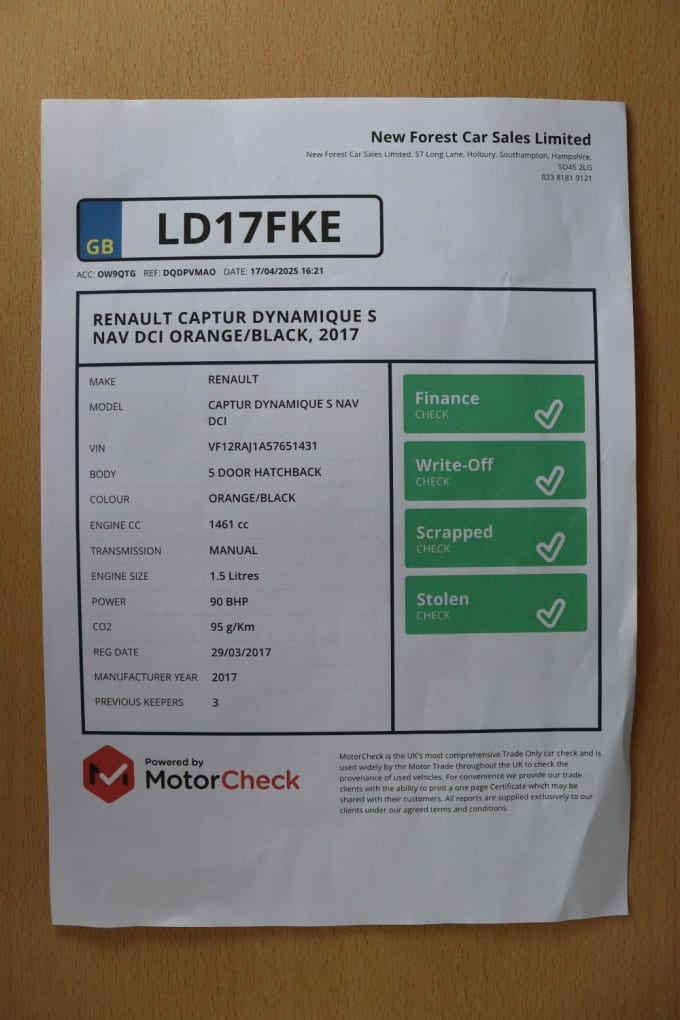 New Forest Car Sales Limited
New Forest Car Sales Limited, 57 Long Lane, Holbury, Southampton, Hampshire,
SO45 2LG
023 8181 9121
GB
LD17FKE
ACC: OW9QTG REF: DQDPVMAO DATE: 17/04/2025 16:21
RENAULT CAPTUR DYNAMIQUE S
NAV DCI ORANGE/BLACK, 2017
MAKE RENAULT
MODEL CAPTUR DYNAMIQUE S NAV
DCI
VIN VF12RAJ1A57651431
BODY 5 DOOR HATCHBACK
COLOUR ORANGE/BLACK
ENGINE CC 1461 cc
TRANSMISSION MANUAL
ENGINE SIZE 1.5 Litres
POWER 90 BHP
CO2 95 g/Km
REG DATE 29/03/2017
MANUFACTURER YEAR 2017
PREVIOUS KEEPERS 3
Finance
CHECK
Write-Off
CHECK
Scrapped
CHECK
Stolen
CHECK
Powered by
MotorCheck
MotorCheck is the UK's most comprehensive Trade Only car check and is
used widely by the Motor Trade throughout the UK to check the
provenance of used vehicles. For convenience we provide our trade
clients with the ability to print a one page Certificate which may be
shared with their customers. All reports are supplied exclusively to our
clients under our agreed terms and conditions.